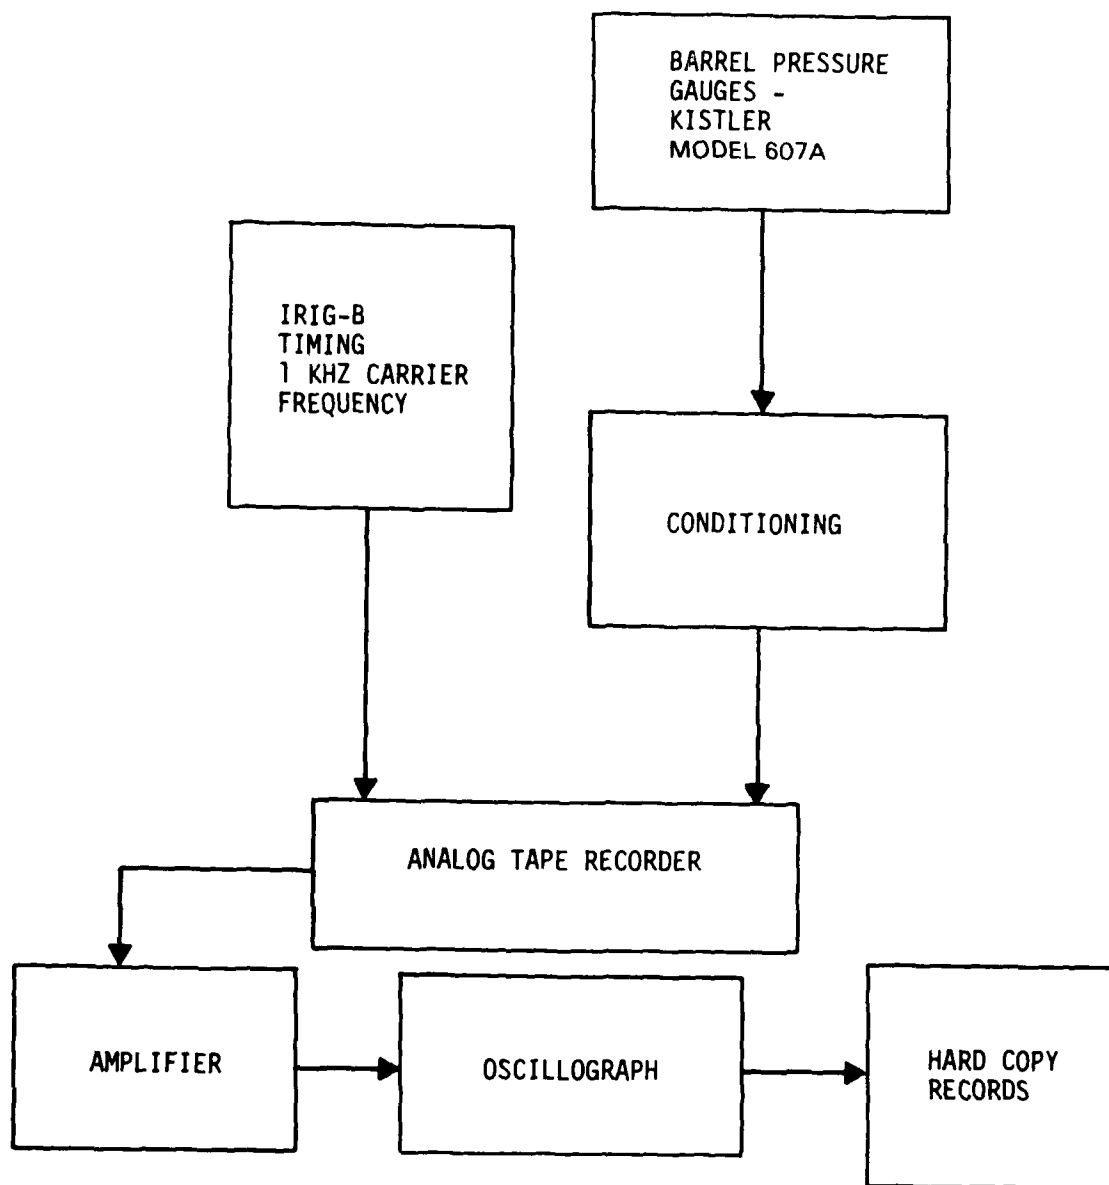 BARREL PRESSURE
GAUGES -
KISTLER
MODEL 607A
IRIG-B
TIMING
1 KHZ CARRIER
FREQUENCY
CONDITIONING
ANALOG TAPE RECORDER
AMPLIFIER
OSCILLOGRAPH
HARD COPY
RECORDS